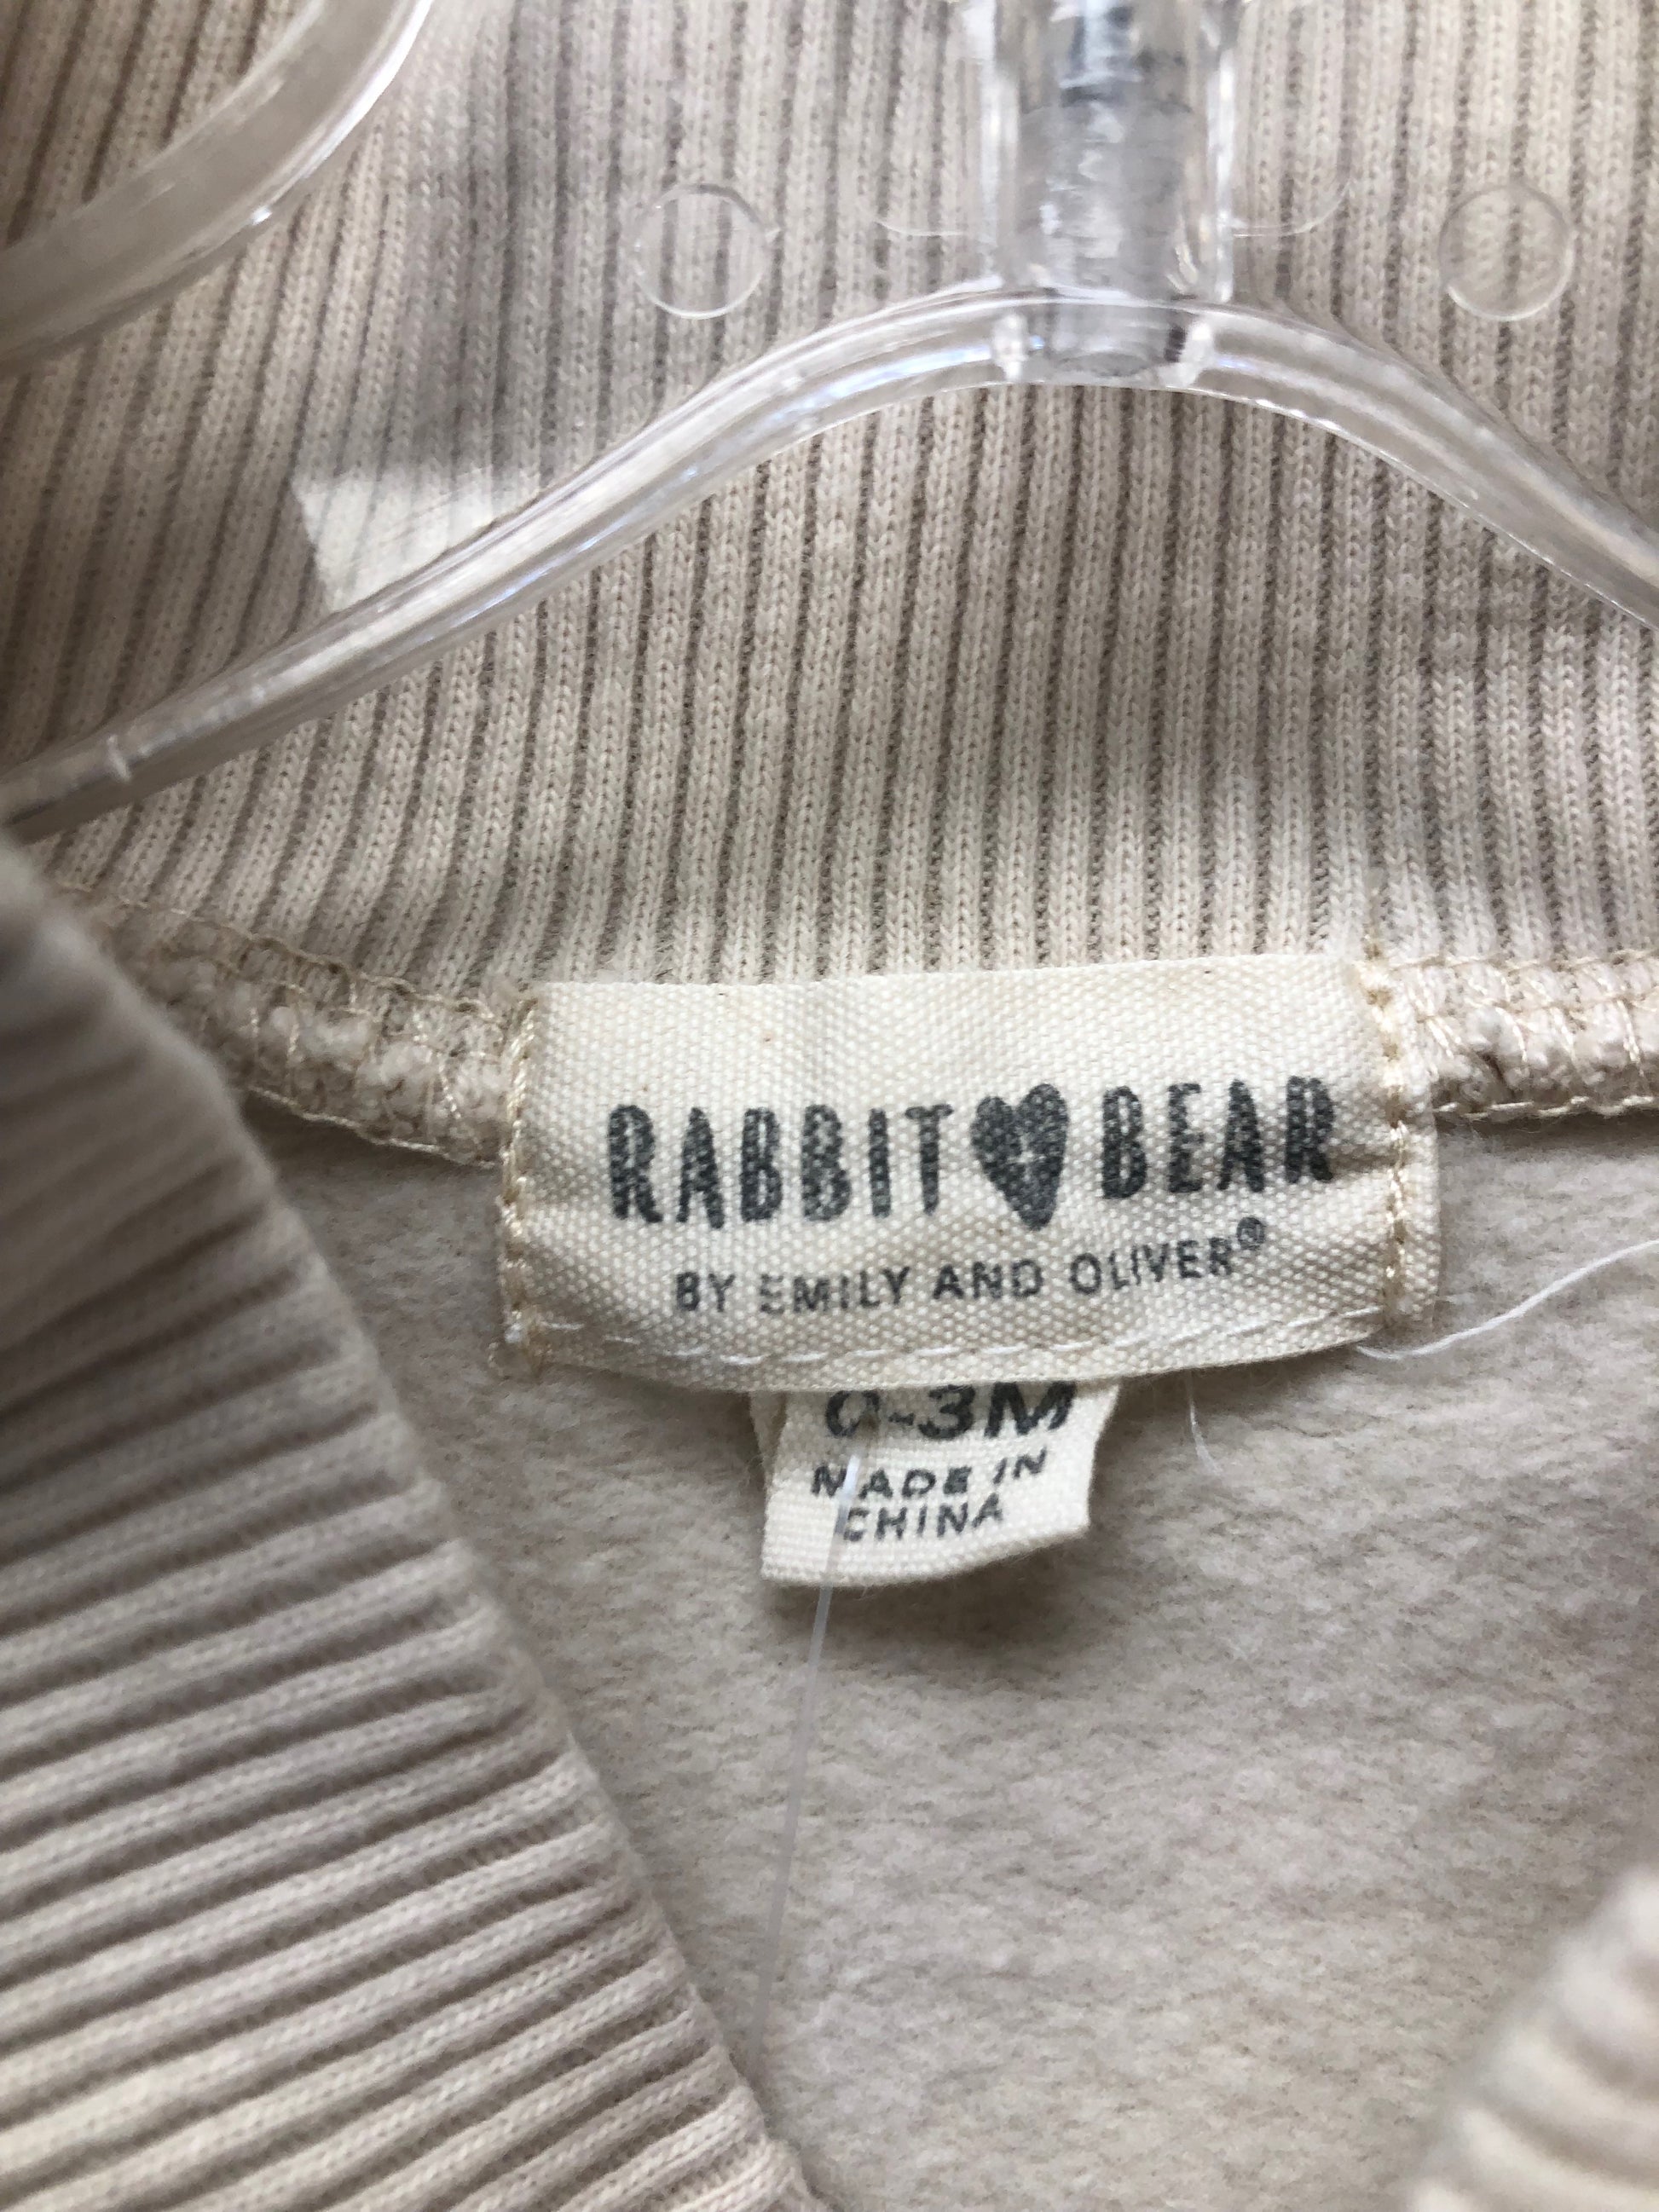 RABBIT BEAR
BY EMILY AND OLIVER®
0-3M
MADE IN
CHINA